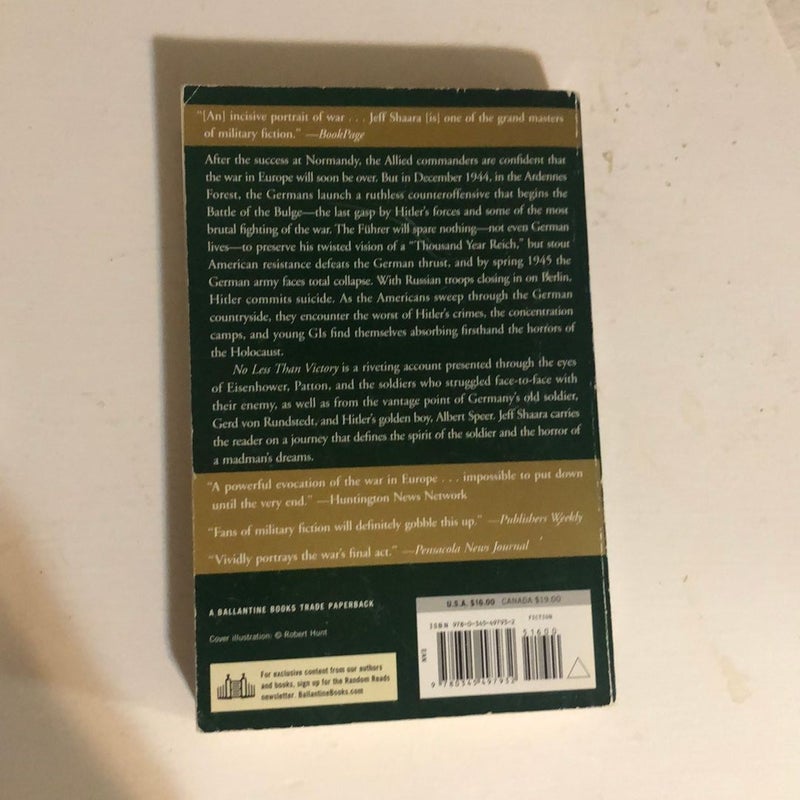 "[An] incisive portrait of war . . . Jeff Shaara [is] one of the grand masters
of military fiction." —BookPage
After the success at Normandy, the Allied commanders are confident that
the war in Europe will soon be over. But in December 1944, in the Ardennes
Forest, the Germans launch a ruthless counteroffensive that begins the
Battle of the Bulge—the last gasp by Hitler's forces and some of the most
brutal fighting of the war. The Führer will spare nothing—not even German
lives—to preserve his twisted vision of a "Thousand Year Reich," but stout
American resistance defeats the German thrust, and by spring 1945 the
German army faces total collapse. With Russian troops closing in on Berlin,
Hitler commits suicide. As the Americans sweep through the German
countryside, they encounter the worst of Hitler's crimes, the concentration
camps, and young GIs find themselves absorbing firsthand the horrors of
the Holocaust.
No Less Than Victory is a riveting account presented through the eyes
of Eisenhower, Patton, and the soldiers who struggled face-to-face with
their enemy, as well as from the vantage point of Germany's old soldier,
Gerd von Rundstedt, and Hitler's golden boy, Albert Speer. Jeff Shaara carries
the reader on a journey that defines the spirit of the soldier and the horror of
a madman's dreams.
"A powerful evocation of the war in Europe . . . impossible to put down
until the very end." —Huntington News Network
"Fans of military fiction will definitely gobble this up." —Publishers Weekly
"Vividly portrays the war's final act." —Pensacola News Journal
A BALLANTINE BOOKS TRADE PAPERBACK
Cover illustration: © Robert Hunt
For exclusive content from our authors
and books, sign up for the Random Reads
newsletter. BallantineBooks.com
U.S.A. $16.00 CANADA $19.00
FICTION
ISBN 978-0-345-49793-2
51600
EAN
9 780345 497932